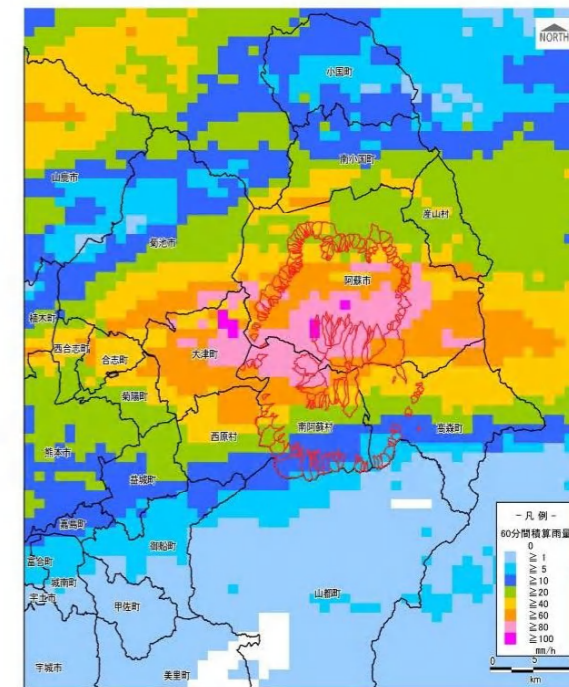 NORTH
小国町
南小国町
山鹿市
産山村
菊池市
阿蘇市
植木町
西合志町
合志町
大津町
菊陽町
西原村
南阿蘇村
高森町
熊本市
益城町
嘉島町
御船町
富合町
城南町
宇土市
甲佐町
山都町
宇城市
美里町
- 凡 例 -
60分間積算雨量
0
≧ 1
≧ 5
≧ 10
≧ 20
≧ 40
≧ 60
≧ 80
≧ 100
mm/h
0 5
km